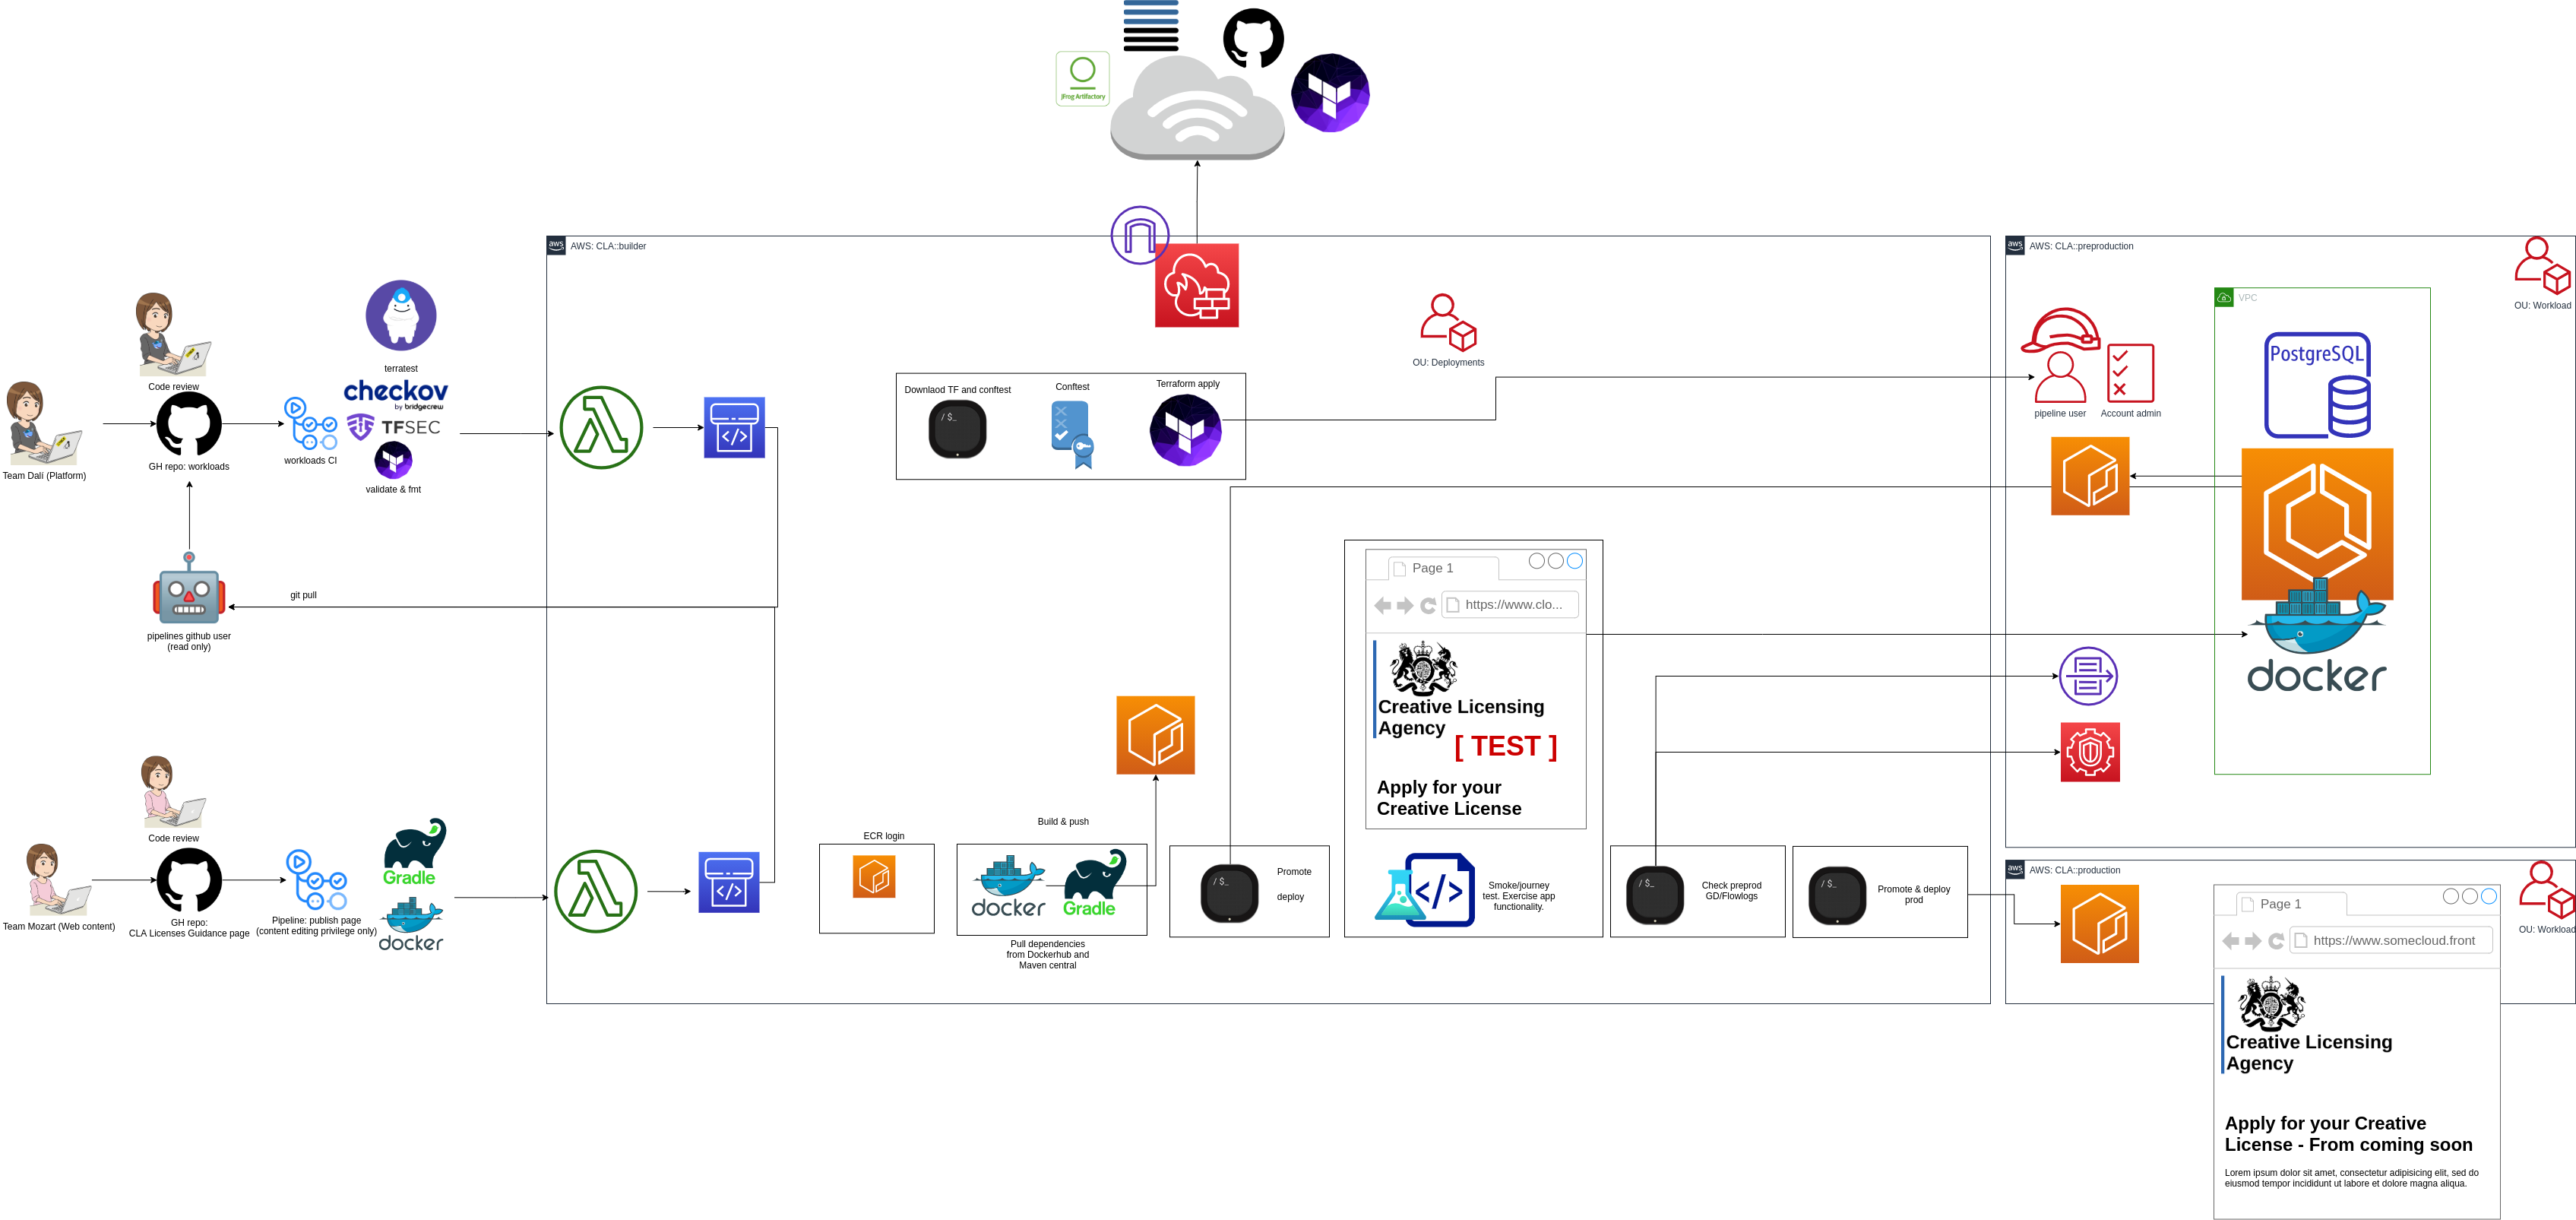 JFrog Artifactory
aws
AWS: CLA::builder
aws
AWS: CLA::preproduction
OU: Workload
VPC
OU: Deployments
terratest
Code review
checkov
by bridgecrew
TFSEC
validate & fmt
workloads CI
GH repo: workloads
Team Dalí (Platform)
Downlaod TF and conftest
/ $_
Conftest
Terraform apply
pipeline user
Account admin
PostgreSQL
docker
git pull
pipelines github user
(read only)
Page 1
https://www.clo...
Creative Licensing
Agency
[ TEST ]
Apply for your
Creative License
Code review
Team Mozart (Web content)
GH repo:
CLA Licenses Guidance page
Pipeline: publish page
(content editing privilege only)
Gradle
docker
ECR login
Build & push
docker
Gradle
Pull dependencies
from Dockerhub and
Maven central
/ $_
Promote
deploy
Smoke/journey
test. Exercise app
functionality.
/ $_
Check preprod
GD/Flowlogs
/ $_
Promote & deploy
prod
aws
AWS: CLA::production
OU: Workload
Page 1
https://www.somecloud.front
Creative Licensing
Agency
Apply for your Creative
License - From coming soon
Lorem ipsum dolor sit amet, consectetur adipisicing elit, sed do
eiusmod tempor incididunt ut labore et dolore magna aliqua.